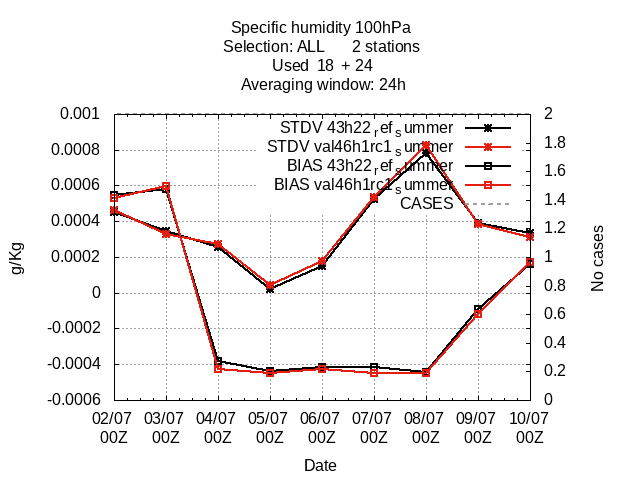 Specific humidity 100hPa
Selection: ALL 2 stations
Used 18 + 24
Averaging window: 24h
0.001
0.0008
0.0006
0.0004
0.0002
0
-0.0002
-0.0004
-0.0006
g/Kg
STDV 43h22refsummer
STDV val46h1rc1summer
BIAS 43h22refsummer
BIAS val46h1rc1summer
CASES
2
1.8
1.6
1.4
1.2
1
0.8
0.6
0.4
0.2
0
No cases
02/07 03/07 04/07 05/07 06/07 07/07 08/07 09/07 10/07
00Z 00Z 00Z 00Z 00Z 00Z 00Z 00Z 00Z
Date